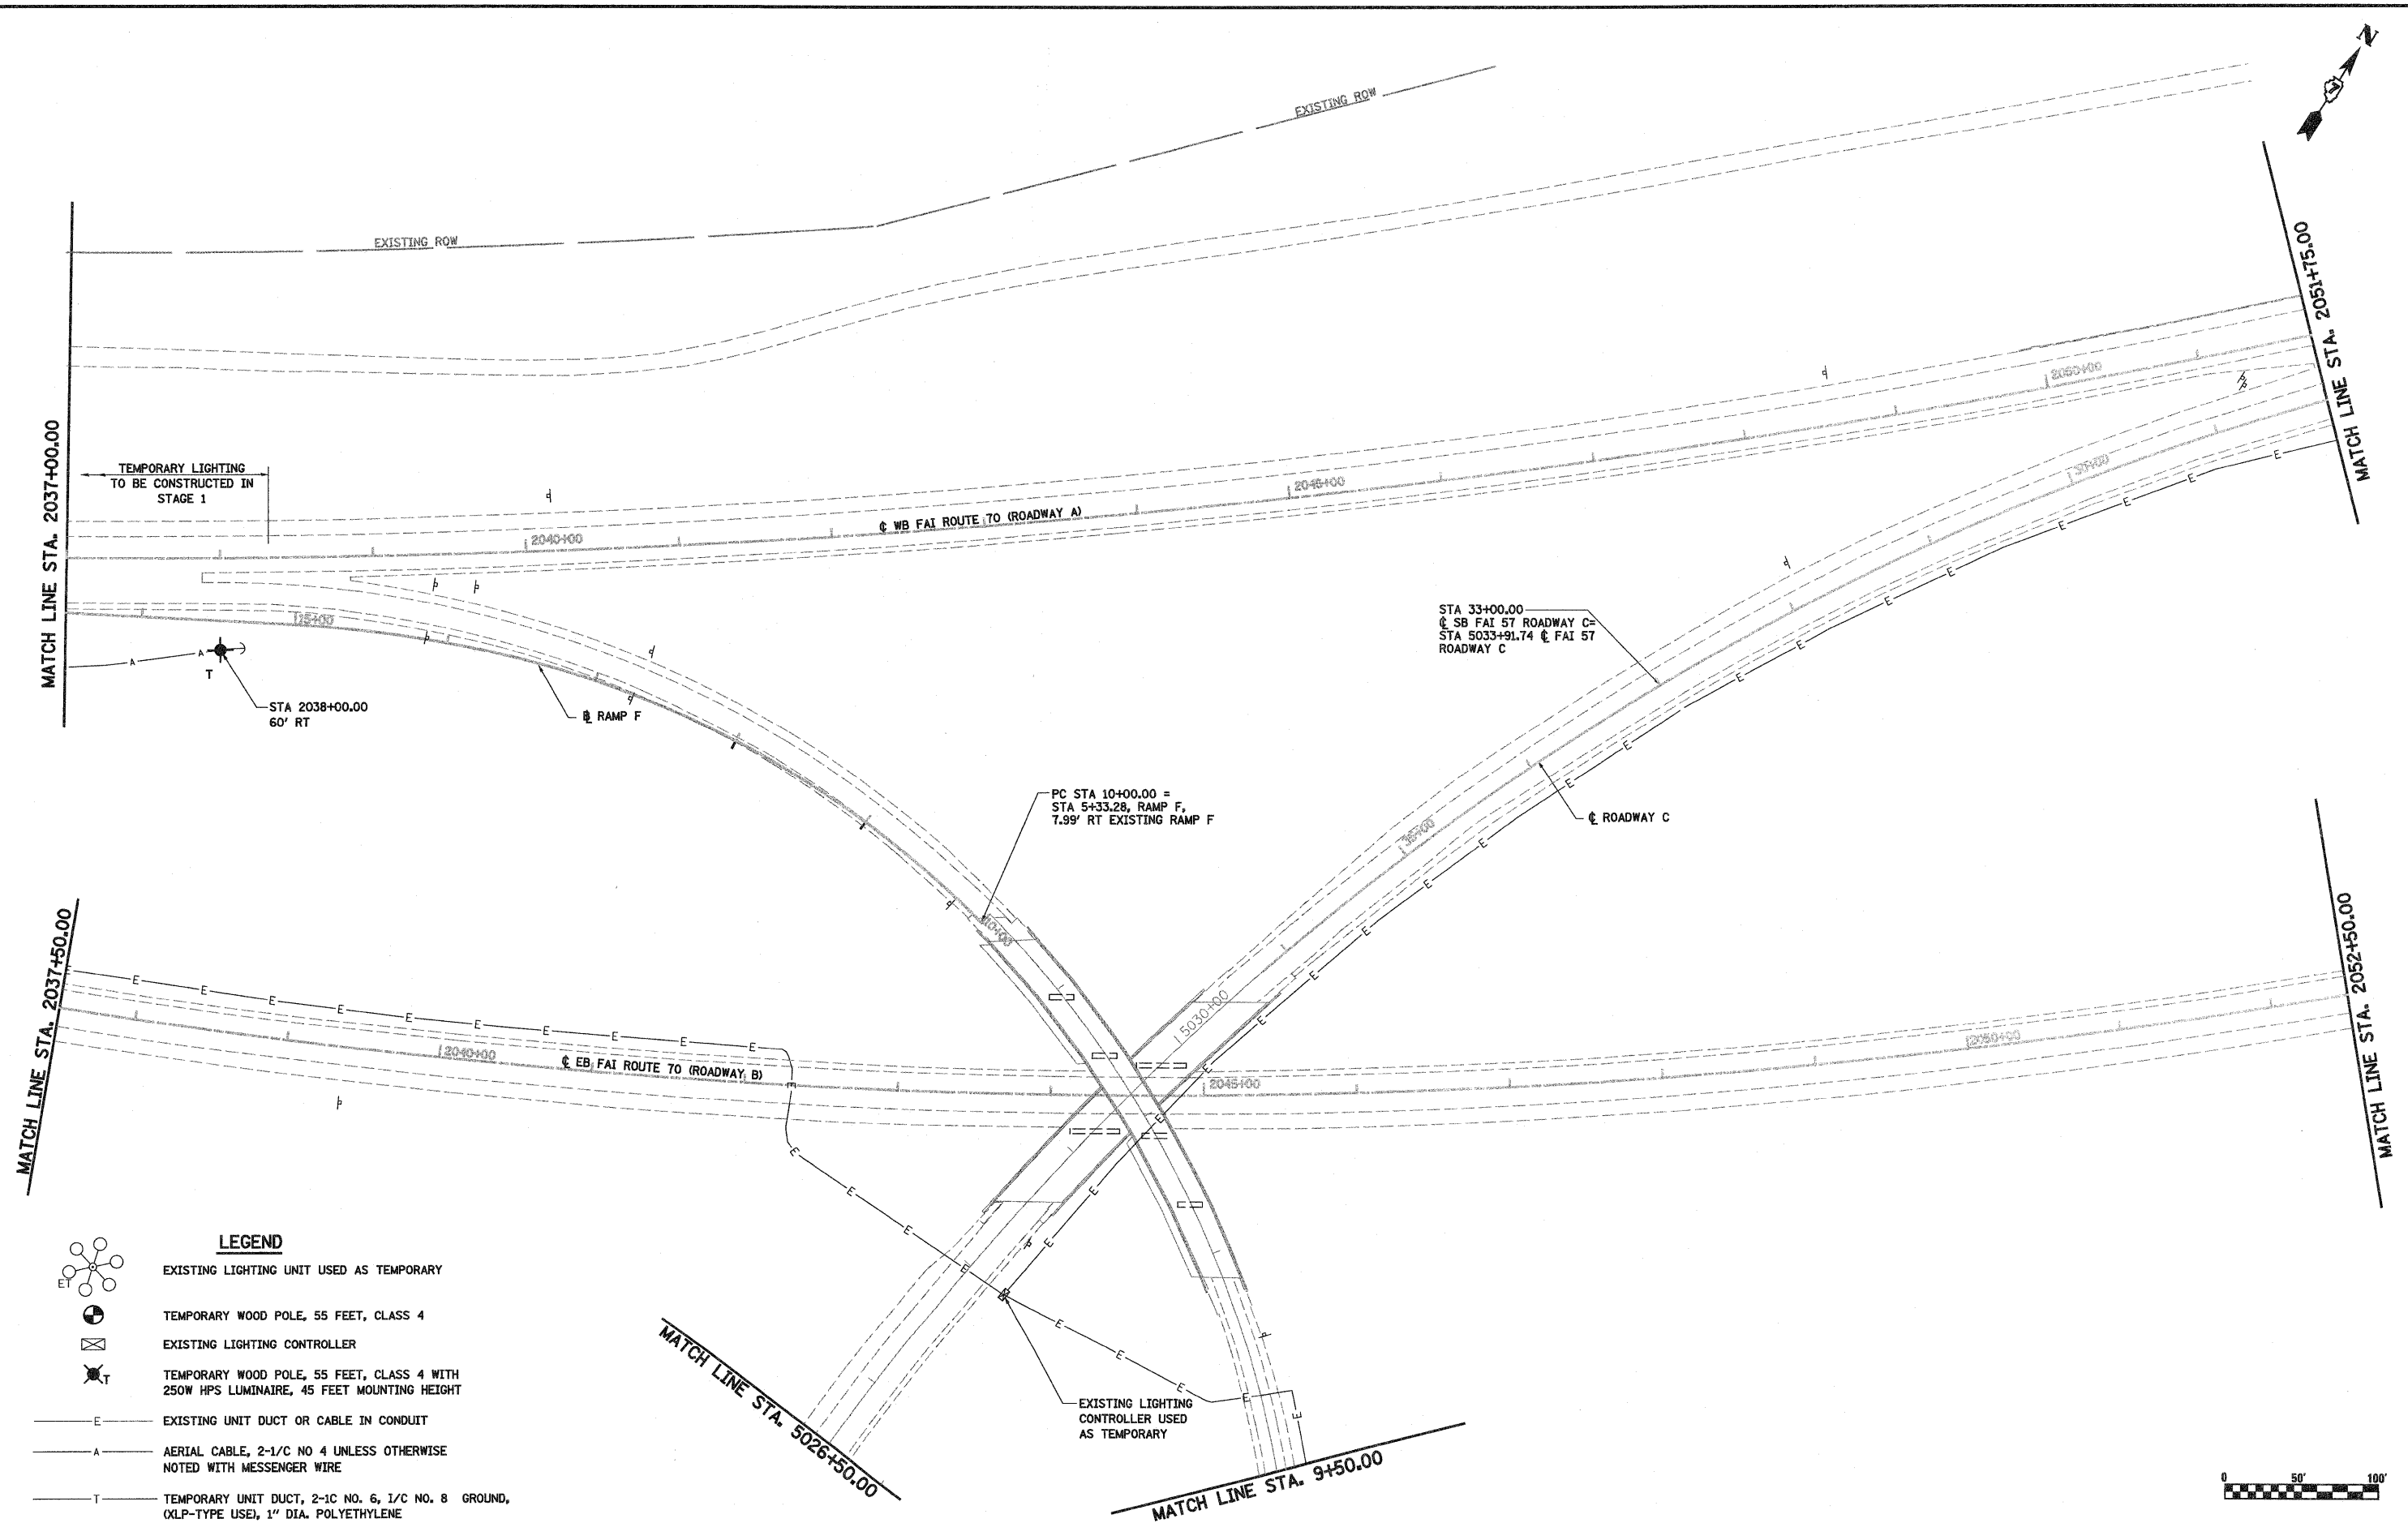 N
EXISTING ROW
EXISTING ROW
MATCH LINE STA. 2051+75.00
MATCH LINE STA. 2037+00.00
TEMPORARY LIGHTING
TO BE CONSTRUCTED IN
STAGE 1
2050+00
2045+00
℄ WB FAI ROUTE 70 (ROADWAY A)
2040+00
115+00
A
A
T
STA 2038+00.00
60' RT
℄ RAMP F
STA 33+00.00
℄ SB FAI 57 ROADWAY C=
STA 5033+91.74 ℄ FAI 57
ROADWAY C
PC STA 10+00.00 =
STA 5+33.28, RAMP F,
7.99' RT EXISTING RAMP F
35+00
℄ ROADWAY C
10+00
MATCH LINE STA. 2037+50.00
MATCH LINE STA. 2052+50.00
E E E E E E E E E E
5030+00
2040+00
℄ EB FAI ROUTE 70 (ROADWAY B)
2045+00
2050+00
LEGEND
ET
EXISTING LIGHTING UNIT USED AS TEMPORARY
TEMPORARY WOOD POLE, 55 FEET, CLASS 4
EXISTING LIGHTING CONTROLLER
T
TEMPORARY WOOD POLE, 55 FEET, CLASS 4 WITH
250W HPS LUMINAIRE, 45 FEET MOUNTING HEIGHT
E
EXISTING UNIT DUCT OR CABLE IN CONDUIT
A
AERIAL CABLE, 2-1/C NO 4 UNLESS OTHERWISE
NOTED WITH MESSENGER WIRE
T
TEMPORARY UNIT DUCT, 2-1C NO. 6, I/C NO. 8 GROUND,
(XLP-TYPE USE), 1" DIA. POLYETHYLENE
MATCH LINE STA. 5026+50.00
EXISTING LIGHTING
CONTROLLER USED
AS TEMPORARY
MATCH LINE STA. 9+50.00
0 50' 100'